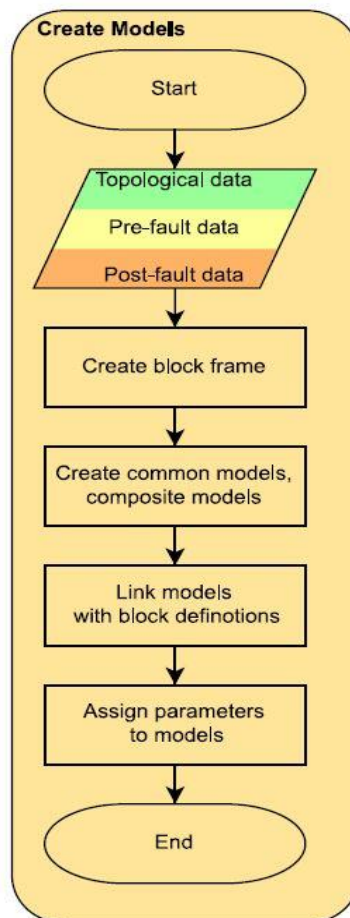 Create Models
Start
Topological data
Pre-fault data
Post-fault data
Create block frame
Create common models,
composite models
Link models
with block definotions
Assign parameters
to models
End